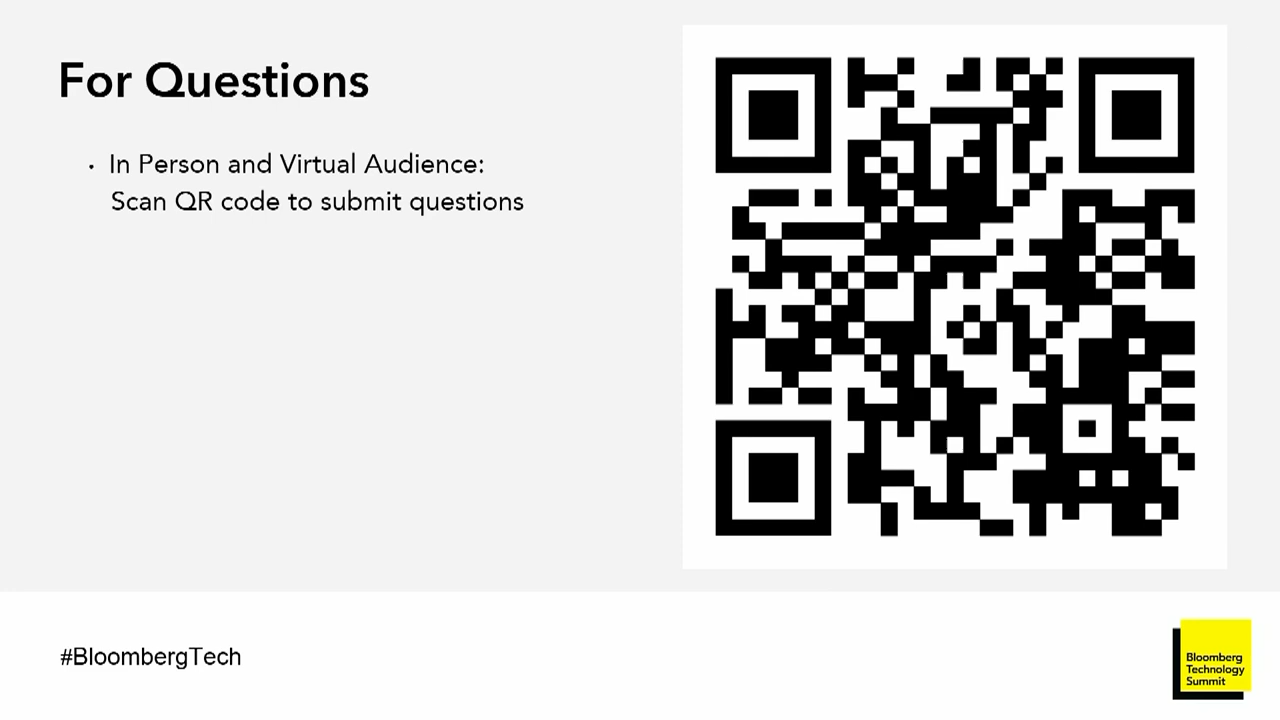 For Questions
• In Person and Virtual Audience:
Scan QR code to submit questions
#BloombergTech
Bloomberg
Technology
Summit